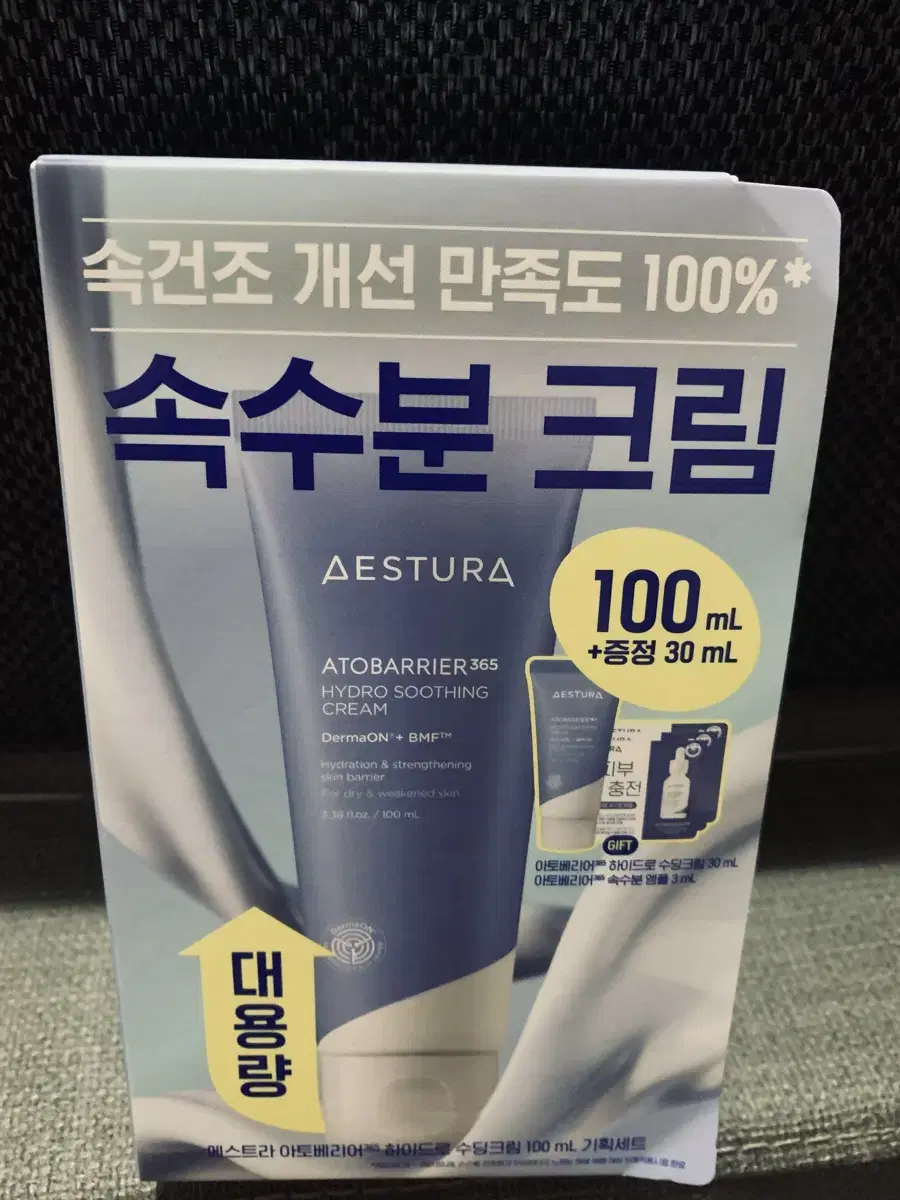 속건조 개선 만족도 100%*
속수분 크림
AESTURA
ATOBARRIER365
HYDRO SOOTHING
CREAM
DermaON® + BMF™
Hydration & strengthening
skin barrier
For dry & weakened skin
3.38 fl.oz. / 100 mL
100 mL
+증정 30 mL
AESTURA
GIFT
아토베리어365 하이드로 수딩크림 30 mL
아토베리어365 속수분 앰플 3 mL
DermaON
대용량
에스트라 아토베리어365 하이드로 수딩크림 100 mL 기획세트